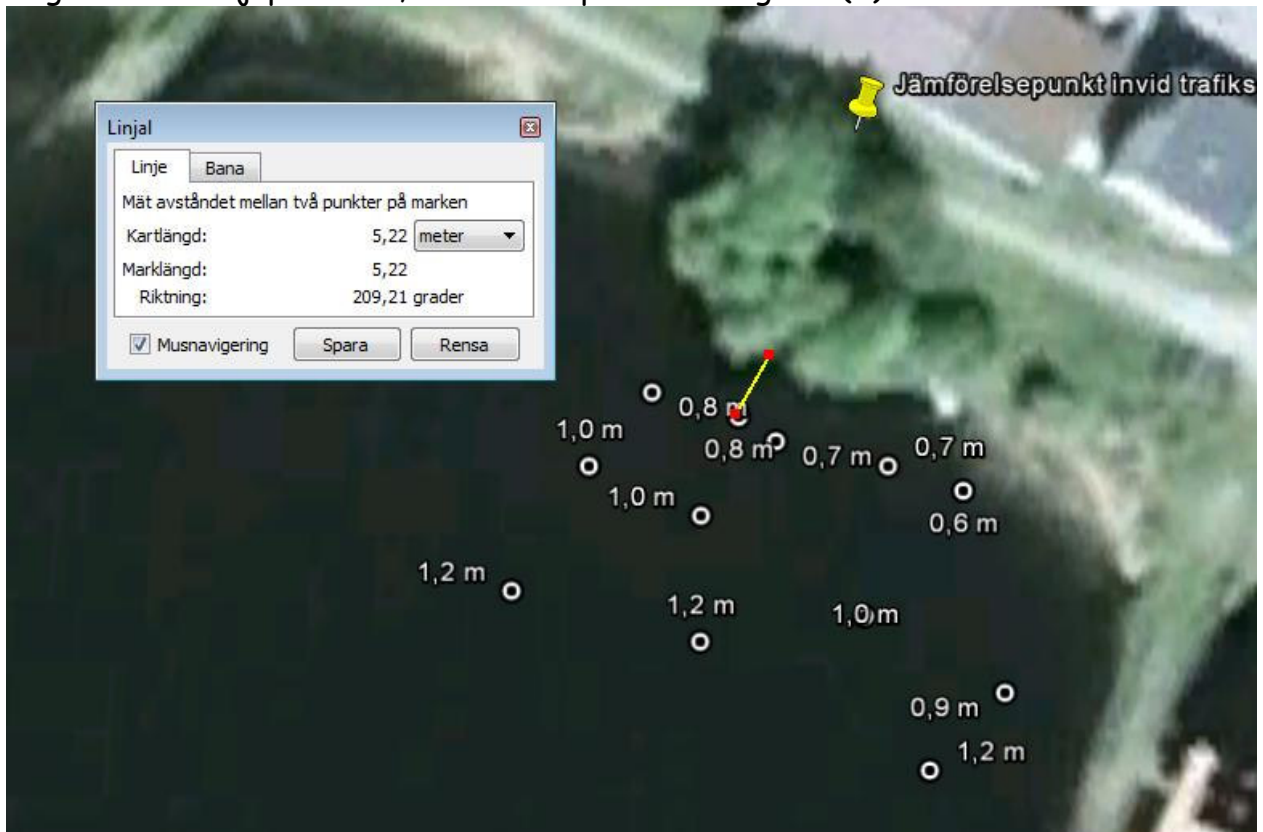 Jämförelsepunkt invid trafiks
Linjal
Linje Bana
Mät avståndet mellan två punkter på marken
Kartlängd: 5,22 meter
Marklängd: 5,22
Riktning: 209,21 grader
Musnavigering Spara Rensa
0,8 m
1,0 m
0,8 m
0,7 m
0,7 m
1,0 m
0,6 m
1,2 m
1,2 m
1,0 m
0,9 m
1,2 m